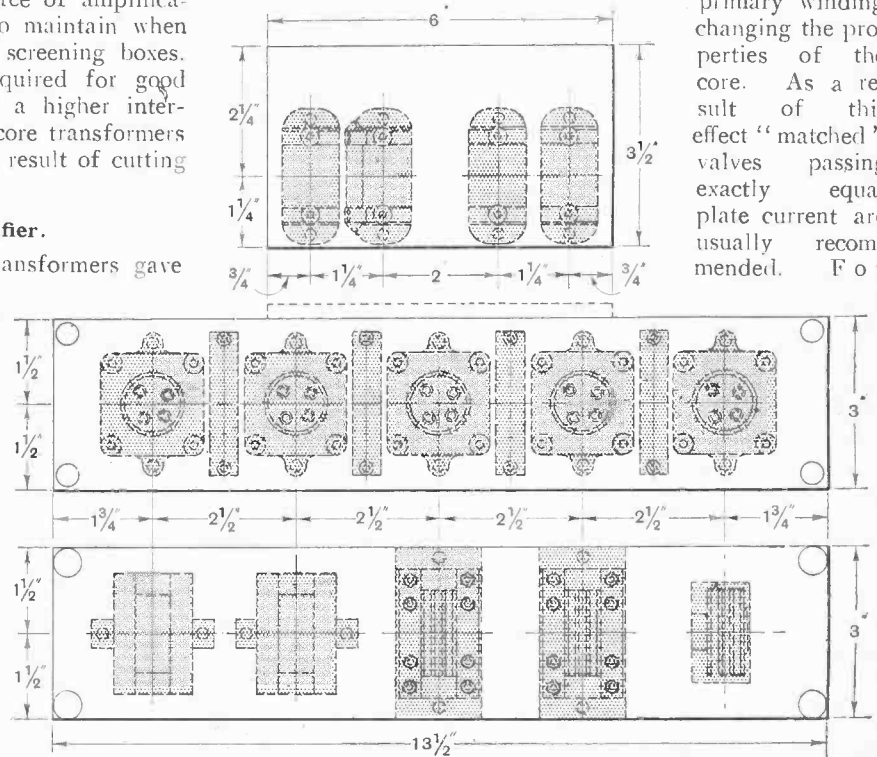 rce of amplifica-
o maintain when
screening boxes.
quired for good
a higher inter-
core transformers
result of cutting
fier.
ansformers gave
6"
2¼"
1¼"
3½"
¾" 1¼" 2" 1¼" ¾"
primary winding
changing the pro
perties of the
core. As a re
sult of thi
effect "matched"
valves passing
exactly equa
plate current are
usually recom
mended. Fo
1½"
1½"
3"
1¾" 2½" 2½" 2½" 2½" 1¾"
1½"
1½"
3"
13½"